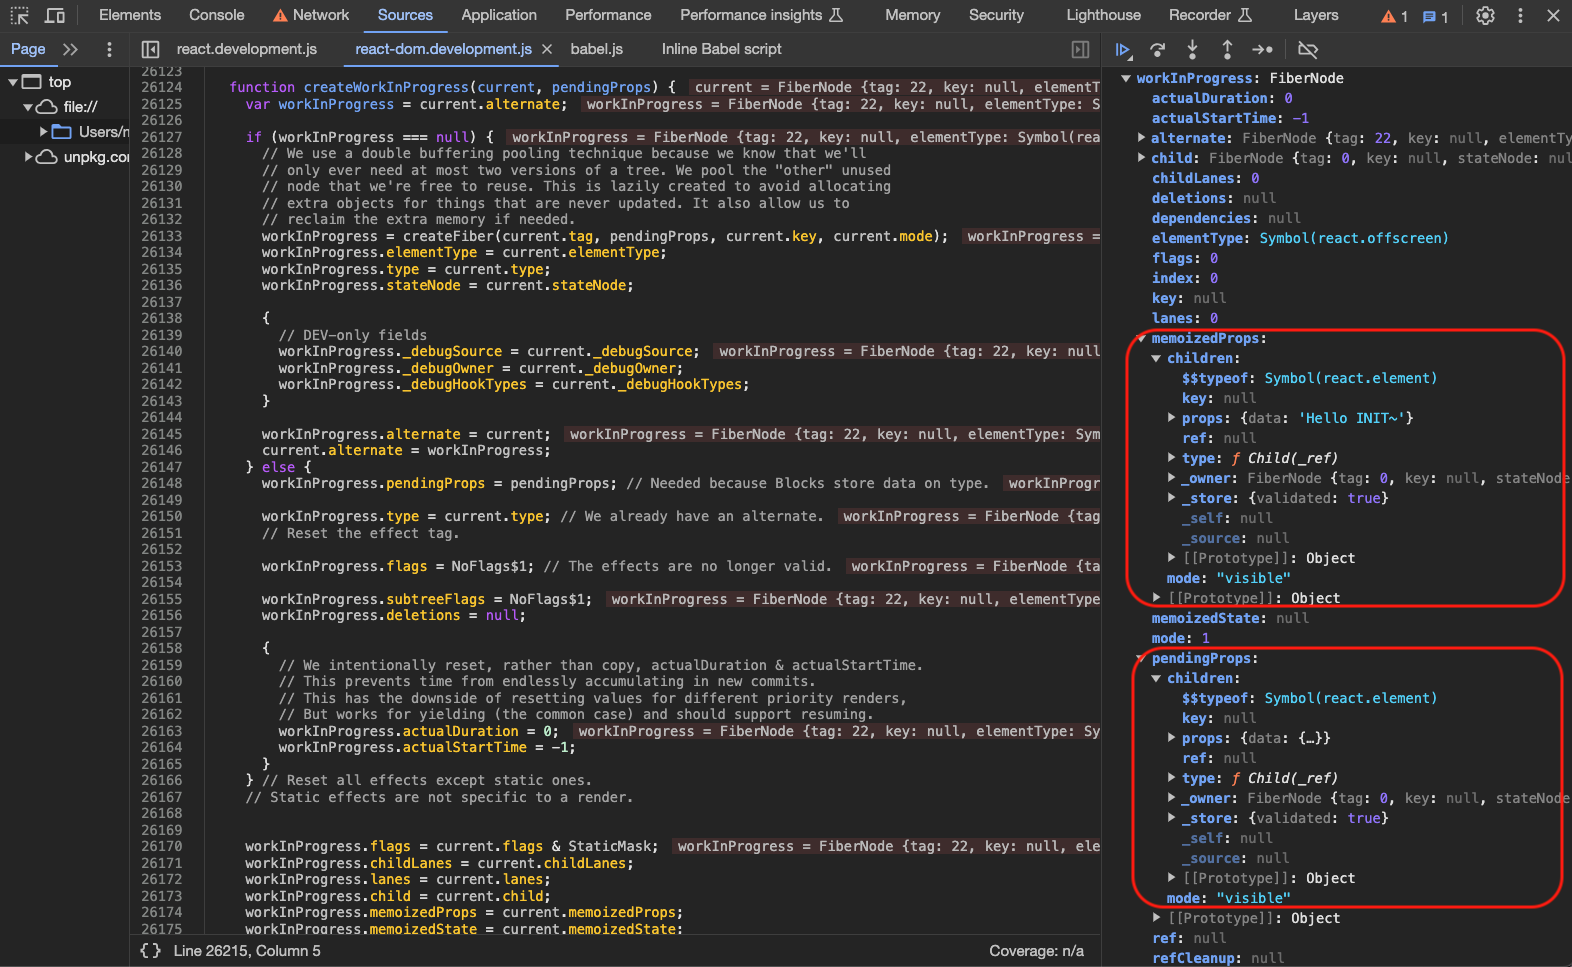 Elements Console Network Sources Application Performance Performance insights Memory Security Lighthouse Recorder Layers 1 1
Page react.development.js react-dom.development.js × babel.js Inline Babel script
top
file://
Users/n
unpkg.cor
26123
26124 function createWorkInProgress(current, pendingProps) { current = FiberNode {tag: 22, key: null, elementT
26125 var workInProgress = current.alternate; workInProgress = FiberNode {tag: 22, key: null, elementType: S
26126
26127 if (workInProgress === null) { workInProgress = FiberNode {tag: 22, key: null, elementType: Symbol(rea
26128 // We use a double buffering pooling technique because we know that we'll
26129 // only ever need at most two versions of a tree. We pool the "other" unused
26130 // node that we're free to reuse. This is lazily created to avoid allocating
26131 // extra objects for things that are never updated. It also allow us to
26132 // reclaim the extra memory if needed.
26133 workInProgress = createFiber(current.tag, pendingProps, current.key, current.mode); workInProgress =
26134 workInProgress.elementType = current.elementType;
26135 workInProgress.type = current.type;
26136 workInProgress.stateNode = current.stateNode;
26137
26138 {
26139 // DEV-only fields
26140 workInProgress._debugSource = current._debugSource; workInProgress = FiberNode {tag: 22, key: null
26141 workInProgress._debugOwner = current._debugOwner;
26142 workInProgress._debugHookTypes = current._debugHookTypes;
26143 }
26144
26145 workInProgress.alternate = current; workInProgress = FiberNode {tag: 22, key: null, elementType: Sym
26146 current.alternate = workInProgress;
26147 } else {
26148 workInProgress.pendingProps = pendingProps; // Needed because Blocks store data on type. workInProgr
26149
26150 workInProgress.type = current.type; // We already have an alternate. workInProgress = FiberNode {tag
26151 // Reset the effect tag.
26152
26153 workInProgress.flags = NoFlags$1; // The effects are no longer valid. workInProgress = FiberNode {ta
26154
26155 workInProgress.subtreeFlags = NoFlags$1; workInProgress = FiberNode {tag: 22, key: null, elementType
26156 workInProgress.deletions = null;
26157
26158 {
26159 // We intentionally reset, rather than copy, actualDuration & actualStartTime.
26160 // This prevents time from endlessly accumulating in new commits.
26161 // This has the downside of resetting values for different priority renders,
26162 // But works for yielding (the common case) and should support resuming.
26163 workInProgress.actualDuration = 0; workInProgress = FiberNode {tag: 22, key: null, elementType: Sy
26164 workInProgress.actualStartTime = -1;
26165 }
26166 } // Reset all effects except static ones.
26167 // Static effects are not specific to a render.
26168
26169
26170 workInProgress.flags = current.flags & StaticMask; workInProgress = FiberNode {tag: 22, key: null, ele
26171 workInProgress.childLanes = current.childLanes;
26172 workInProgress.lanes = current.lanes;
26173 workInProgress.child = current.child;
26174 workInProgress.memoizedProps = current.memoizedProps;
26175 workInProgress.memoizedState = current.memoizedState;
{} Line 26215, Column 5 Coverage: n/a
workInProgress: FiberNode
actualDuration: 0
actualStartTime: -1
alternate: FiberNode {tag: 22, key: null, elementTy
child: FiberNode {tag: 0, key: null, stateNode: nul
childLanes: 0
deletions: null
dependencies: null
elementType: Symbol(react.offscreen)
flags: 0
index: 0
key: null
lanes: 0
memoizedProps:
children:
$$typeof: Symbol(react.element)
key: null
props: {data: 'Hello INIT~'}
ref: null
type: ƒ Child(_ref)
_owner: FiberNode {tag: 0, key: null, stateNode
_store: {validated: true}
_self: null
_source: null
[[Prototype]]: Object
mode: "visible"
[[Prototype]]: Object
memoizedState: null
mode: 1
pendingProps:
children:
$$typeof: Symbol(react.element)
key: null
props: {data: {…}}
ref: null
type: ƒ Child(_ref)
_owner: FiberNode {tag: 0, key: null, stateNode
_store: {validated: true}
_self: null
_source: null
[[Prototype]]: Object
mode: "visible"
[[Prototype]]: Object
ref: null
refCleanup: null